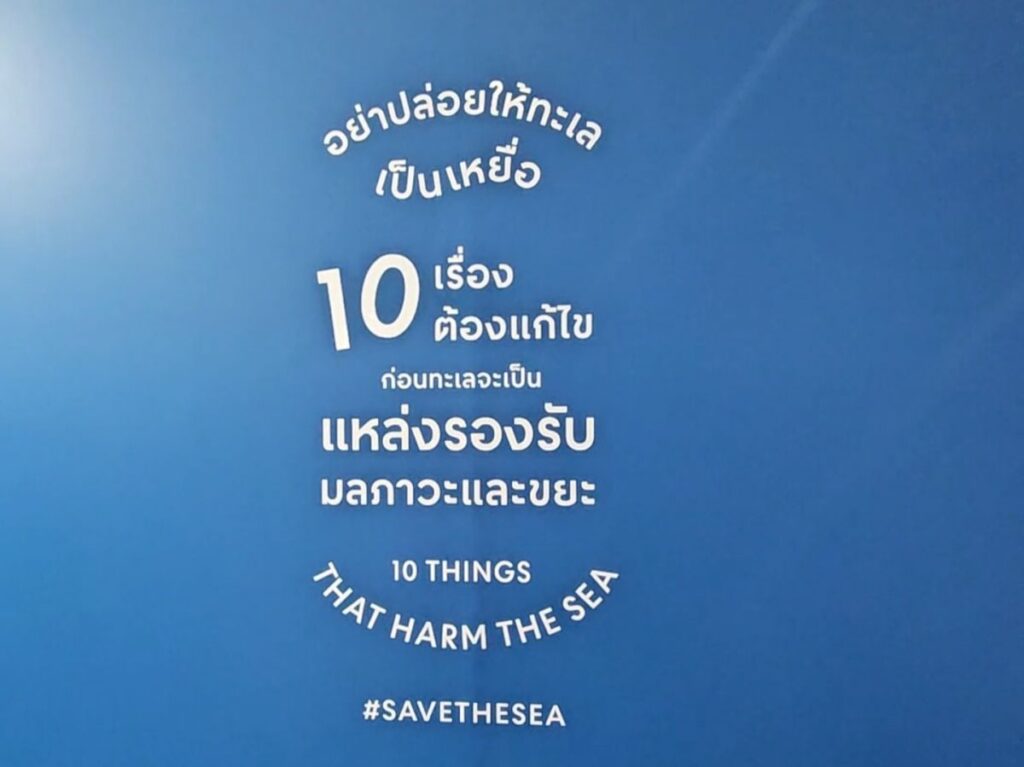 อย่าปล่อยให้ทะเล
เป็นเหยื่อ
10 เรื่อง
ต้องแก้ไข
ก่อนทะเลจะเป็น
แหล่งรองรับ
มลภาวะและขยะ
10 THINGS
THAT HARM THE SEA
#SAVETHESEA